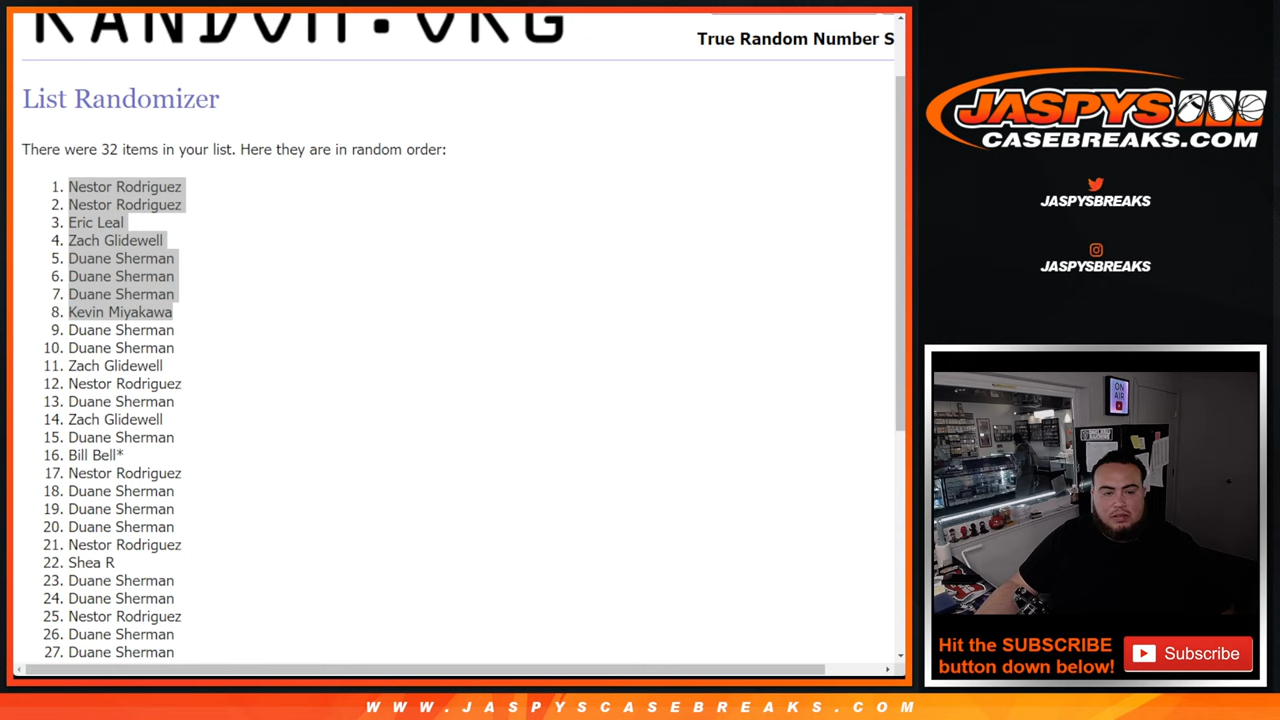 RANDOM.ORG
True Random Number S
List Randomizer
There were 32 items in your list. Here they are in random order:
1. Nestor Rodriguez
2. Nestor Rodriguez
3. Eric Leal
4. Zach Glidewell
5. Duane Sherman
6. Duane Sherman
7. Duane Sherman
8. Kevin Miyakawa
9. Duane Sherman
10. Duane Sherman
11. Zach Glidewell
12. Nestor Rodriguez
13. Duane Sherman
14. Zach Glidewell
15. Duane Sherman
16. Bill Bell*
17. Nestor Rodriguez
18. Duane Sherman
19. Duane Sherman
20. Duane Sherman
21. Nestor Rodriguez
22. Shea R
23. Duane Sherman
24. Duane Sherman
25. Nestor Rodriguez
26. Duane Sherman
27. Duane Sherman
JASPYS
CASEBREAKS.COM
JASPYSBREAKS
JASPYSBREAKS
ON
AIR
Hit the SUBSCRIBE
button down below!
Subscribe
WWW.JASPYSCASEBREAKS.COM